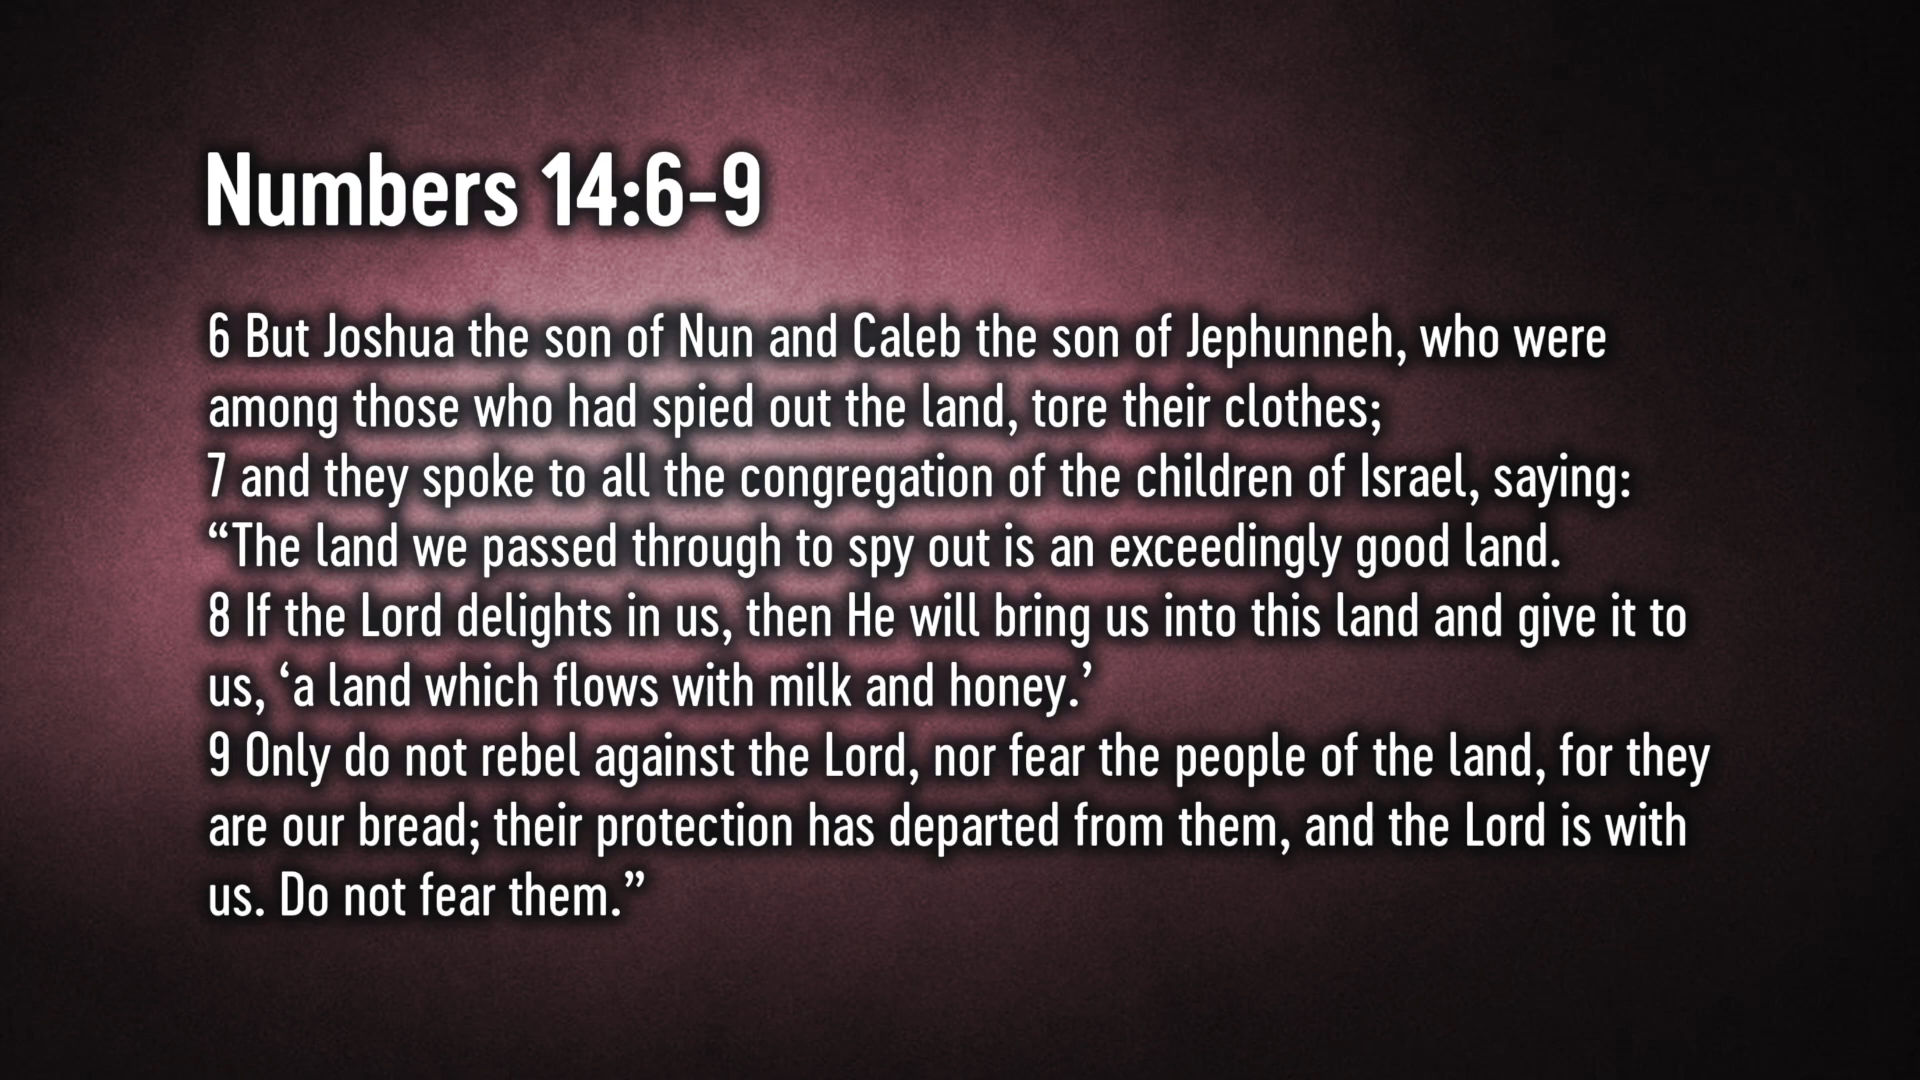 Numbers 14:6-9
6 But Joshua the son of Nun and Caleb the son of Jephunneh, who were
among those who had spied out the land, tore their clothes;
7 and they spoke to all the congregation of the children of Israel, saying:
“The land we passed through to spy out is an exceedingly good land.
8 If the Lord delights in us, then He will bring us into this land and give it to
us, ‘a land which flows with milk and honey.’
9 Only do not rebel against the Lord, nor fear the people of the land, for they
are our bread; their protection has departed from them, and the Lord is with
us. Do not fear them.”